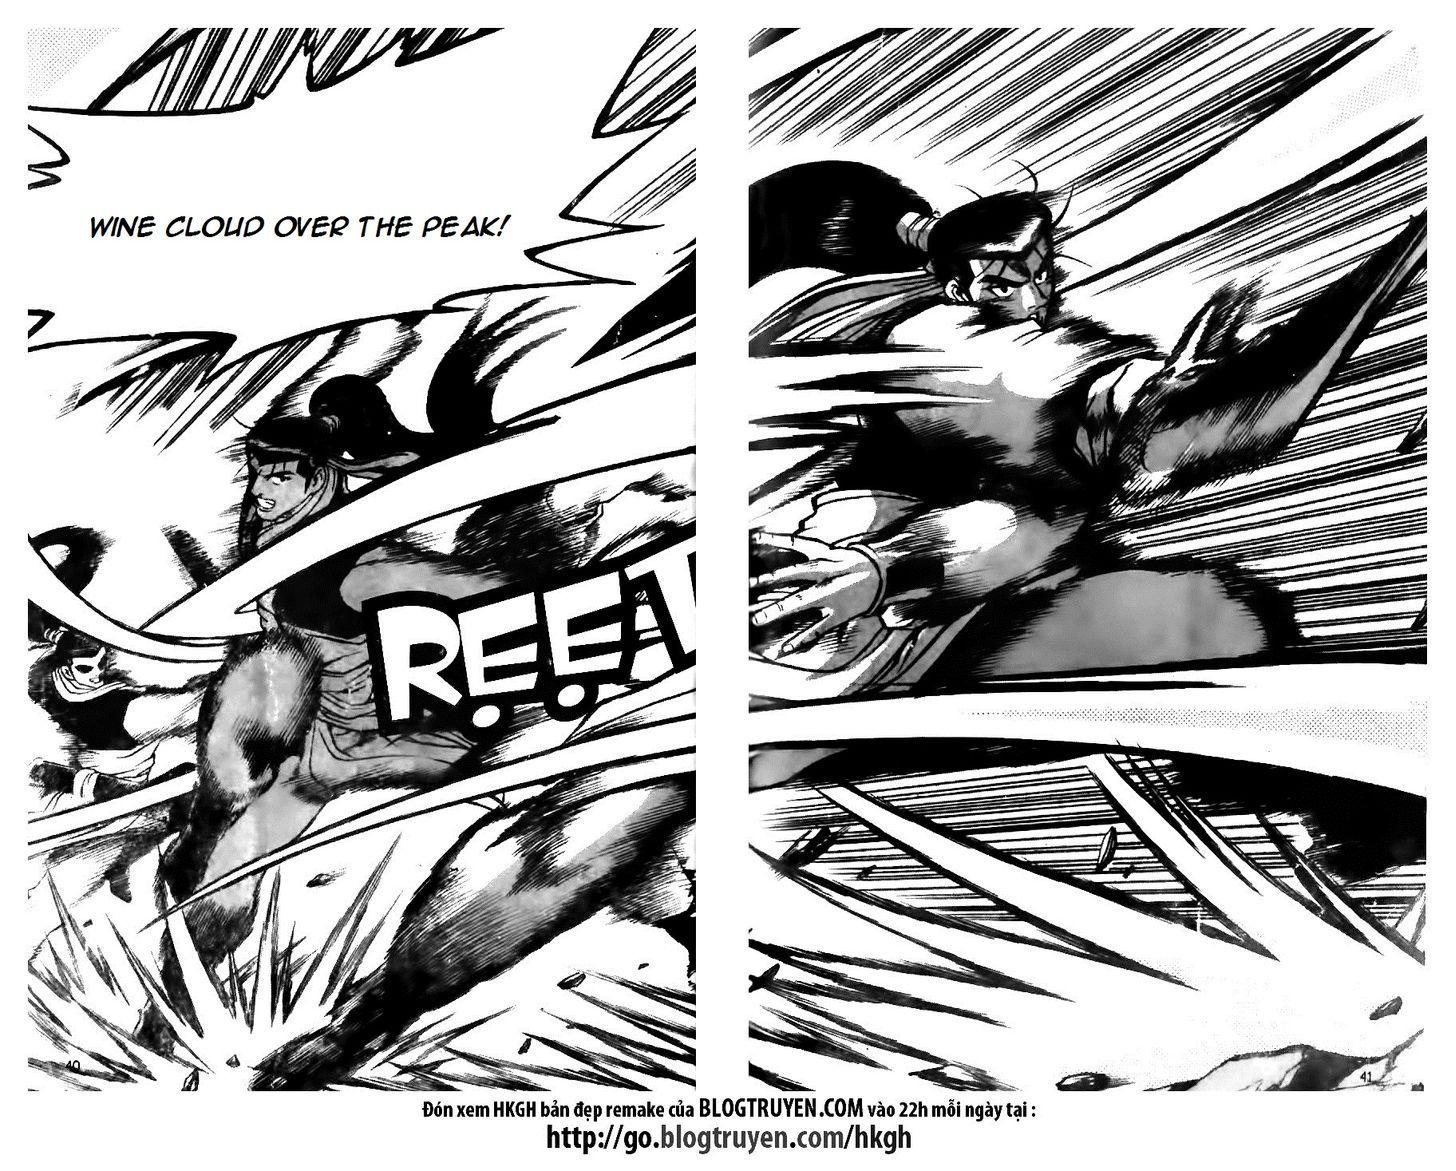 WINE CLOUD OVER THE PEAK!
REET
40
41
Đón xem HKGH bản đẹp remake của BLOGTRUYEN.COM vào 22h mỗi ngày tại :
http://go.blogtruyen.com/hkgh